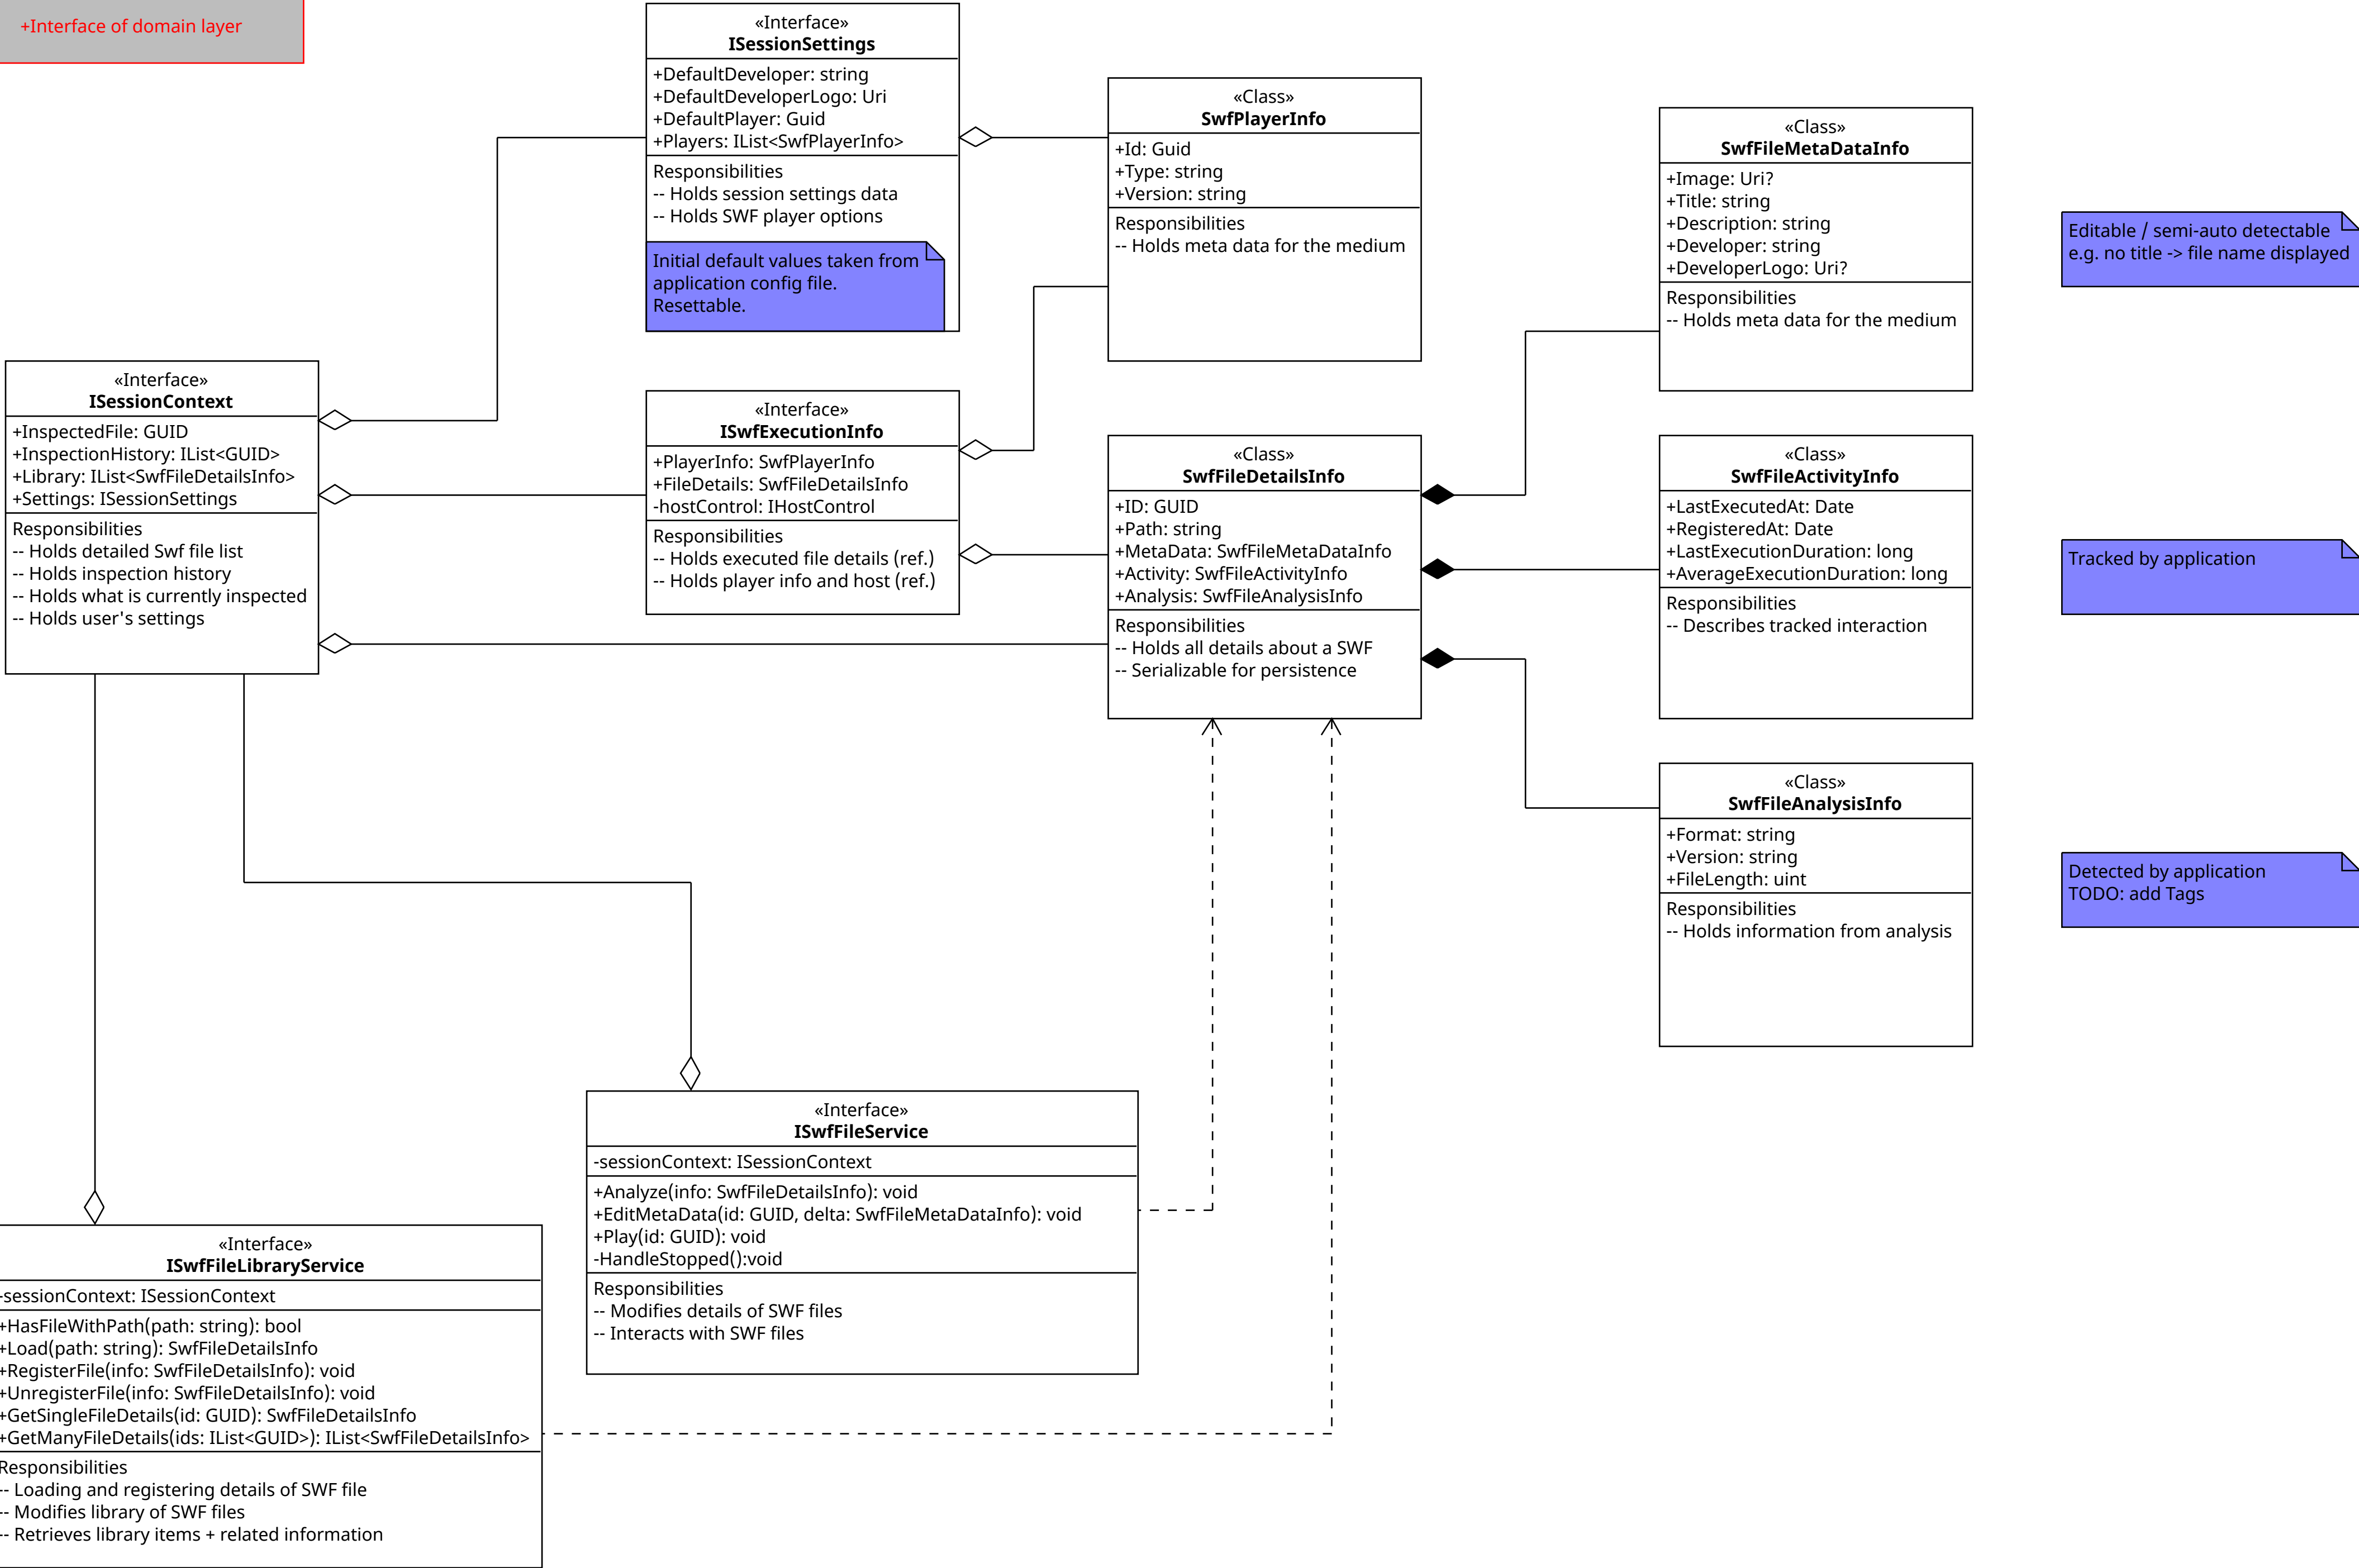 +Interface of domain layer
«Interface»
ISessionSettings
+DefaultDeveloper: string
+DefaultDeveloperLogo: Uri
+DefaultPlayer: Guid
+Players: IList<SwfPlayerInfo>
Responsibilities
-- Holds session settings data
-- Holds SWF player options
Initial default values taken from
application config file.
Resettable.
«Class»
SwfPlayerInfo
+Id: Guid
+Type: string
+Version: string
Responsibilities
-- Holds meta data for the medium
«Class»
SwfFileMetaDataInfo
+Image: Uri?
+Title: string
+Description: string
+Developer: string
+DeveloperLogo: Uri?
Responsibilities
-- Holds meta data for the medium
Editable / semi-auto detectable
e.g. no title -> file name displayed
«Interface»
ISessionContext
+InspectedFile: GUID
+InspectionHistory: IList<GUID>
+Library: IList<SwfFileDetailsInfo>
+Settings: ISessionSettings
Responsibilities
-- Holds detailed Swf file list
-- Holds inspection history
-- Holds what is currently inspected
-- Holds user's settings
«Interface»
ISwfExecutionInfo
+PlayerInfo: SwfPlayerInfo
+FileDetails: SwfFileDetailsInfo
-hostControl: IHostControl
Responsibilities
-- Holds executed file details (ref.)
-- Holds player info and host (ref.)
«Class»
SwfFileDetailsInfo
+ID: GUID
+Path: string
+MetaData: SwfFileMetaDataInfo
+Activity: SwfFileActivityInfo
+Analysis: SwfFileAnalysisInfo
Responsibilities
-- Holds all details about a SWF
-- Serializable for persistence
«Class»
SwfFileActivityInfo
+LastExecutedAt: Date
+RegisteredAt: Date
+LastExecutionDuration: long
+AverageExecutionDuration: long
Responsibilities
-- Describes tracked interaction
Tracked by application
«Class»
SwfFileAnalysisInfo
+Format: string
+Version: string
+FileLength: uint
Responsibilities
-- Holds information from analysis
Detected by application
TODO: add Tags
«Interface»
ISwfFileService
-sessionContext: ISessionContext
+Analyze(info: SwfFileDetailsInfo): void
+EditMetaData(id: GUID, delta: SwfFileMetaDataInfo): void
+Play(id: GUID): void
-HandleStopped():void
Responsibilities
-- Modifies details of SWF files
-- Interacts with SWF files
«Interface»
ISwfFileLibraryService
-sessionContext: ISessionContext
+HasFileWithPath(path: string): bool
+Load(path: string): SwfFileDetailsInfo
+RegisterFile(info: SwfFileDetailsInfo): void
+UnregisterFile(info: SwfFileDetailsInfo): void
+GetSingleFileDetails(id: GUID): SwfFileDetailsInfo
+GetManyFileDetails(ids: IList<GUID>): IList<SwfFileDetailsInfo>
Responsibilities
-- Loading and registering details of SWF file
-- Modifies library of SWF files
-- Retrieves library items + related information